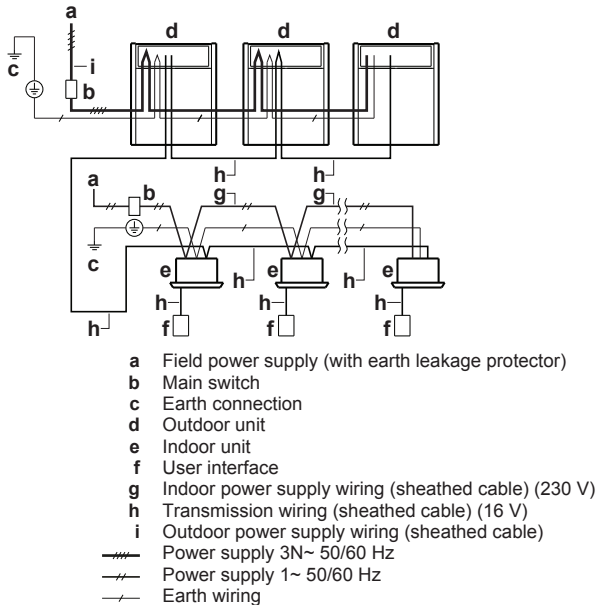 a
d
d
d
c
i
b
h
h
a
b
g
g
c
e
e
e
h
h
h
h
h
h
f
f
f
a Field power supply (with earth leakage protector)
b Main switch
c Earth connection
d Outdoor unit
e Indoor unit
f User interface
g Indoor power supply wiring (sheathed cable) (230 V)
h Transmission wiring (sheathed cable) (16 V)
i Outdoor power supply wiring (sheathed cable)
Power supply 3N~ 50/60 Hz
Power supply 1~ 50/60 Hz
Earth wiring